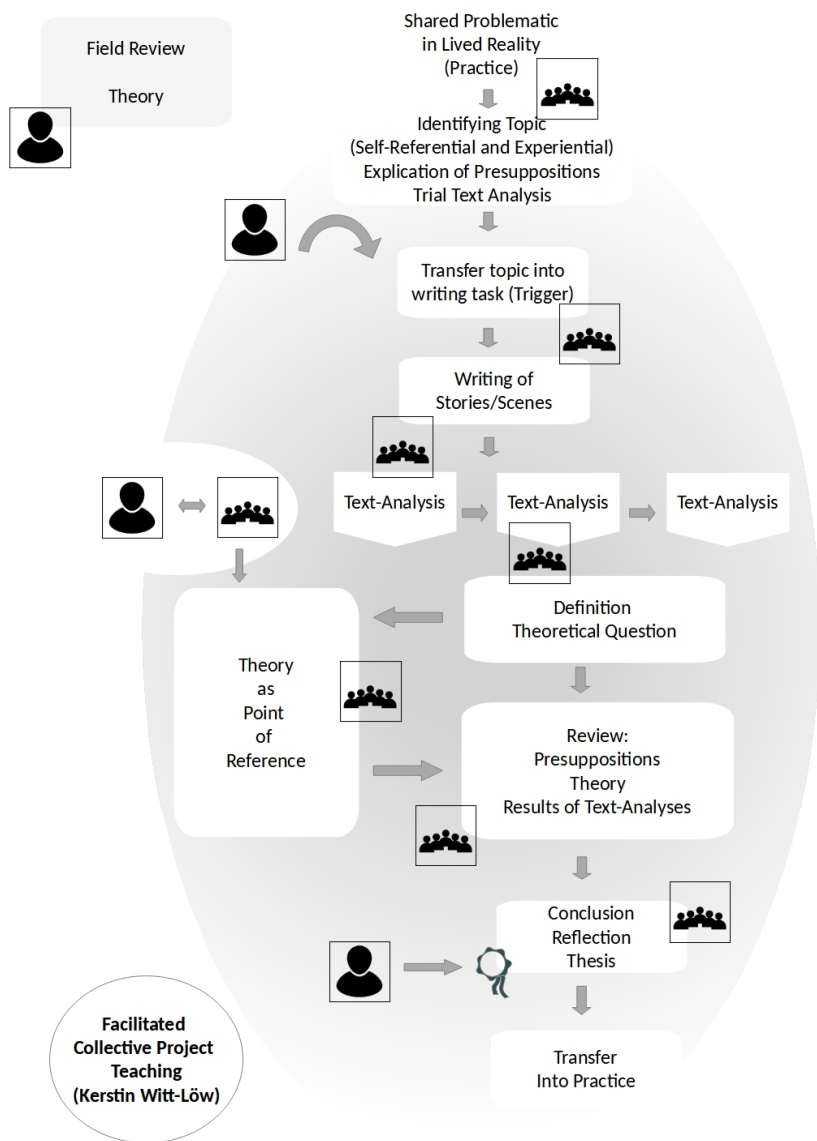 Field Review
Theory
Shared Problematic
in Lived Reality
(Practice)
Identifying Topic
(Self-Referential and Experiential)
Explication of Presuppositions
Trial Text Analysis
Transfer topic into
writing task (Trigger)
Writing of
Stories/Scenes
Text-Analysis
Text-Analysis
Text-Analysis
Definition
Theoretical Question
Theory
as
Point
of
Reference
Review:
Presuppositions
Theory
Results of Text-Analyses
Conclusion
Reflection
Thesis
Transfer
Into Practice
Facilitated
Collective Project
Teaching
(Kerstin Witt-Löw)